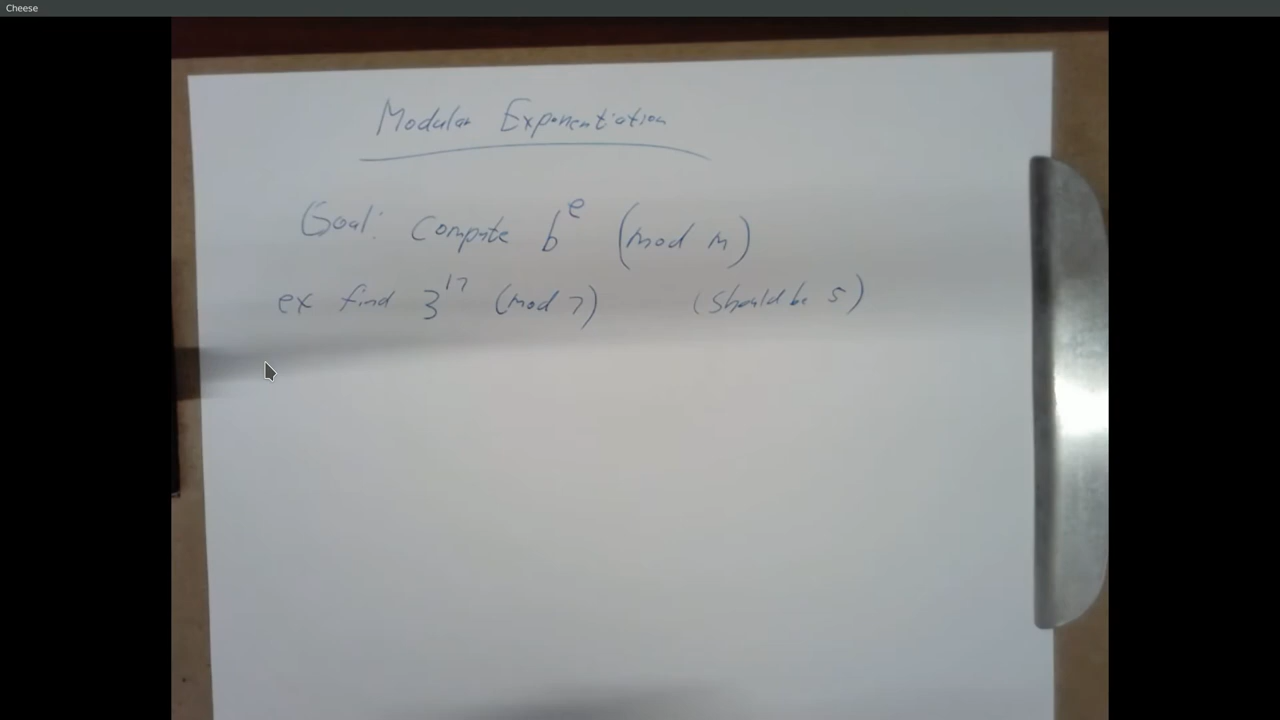 Cheese
Modular Exponentiation
Goal: Compute b^e (mod m)
ex find 3^17 (mod 7) (Should be 5)